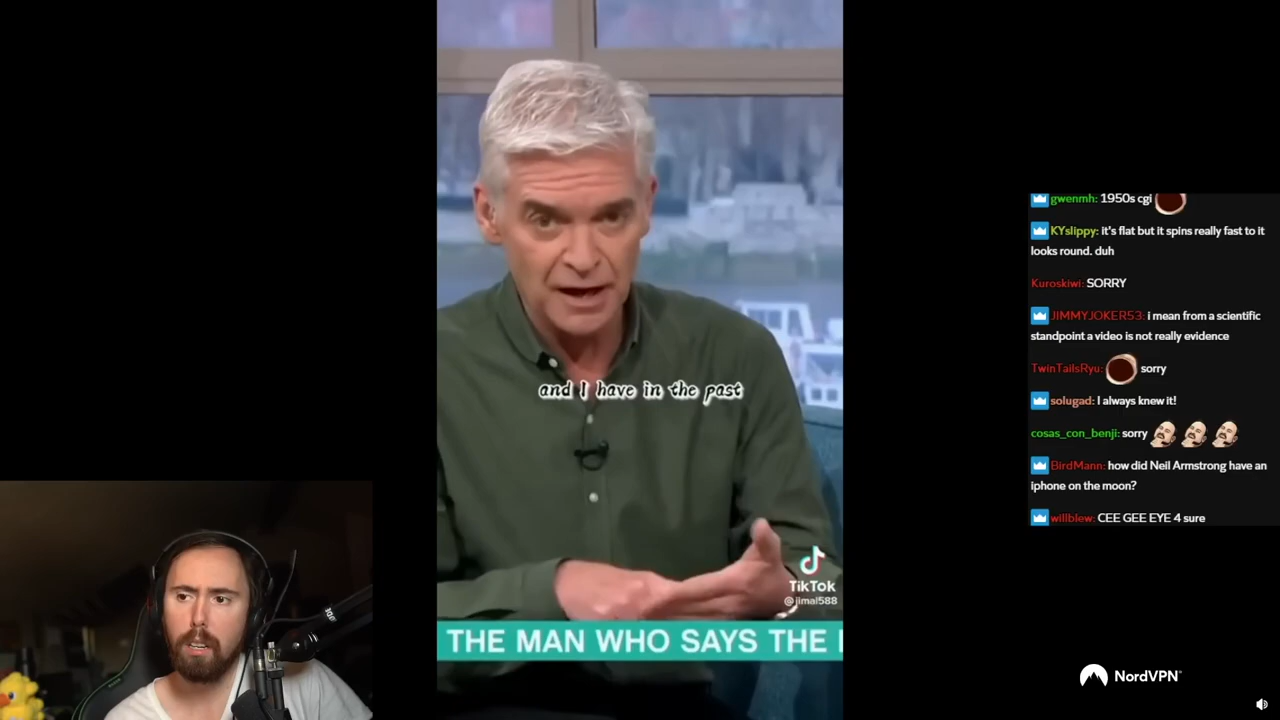 and I have in the past
TikTok
@jimal588
THE MAN WHO SAYS THE
gwenmh: 1950s cgi
KYslippy: it's flat but it spins really fast to it
looks round. duh
Kuroskiwi: SORRY
JIMMYJOKER53: i mean from a scientific
standpoint a video is not really evidence
TwinTailsRyu: sorry
solugad: I always knew it!
cosas_con_benji: sorry
BirdMann: how did Neil Armstrong have an
iphone on the moon?
willblew: CEE GEE EYE 4 sure
NordVPN